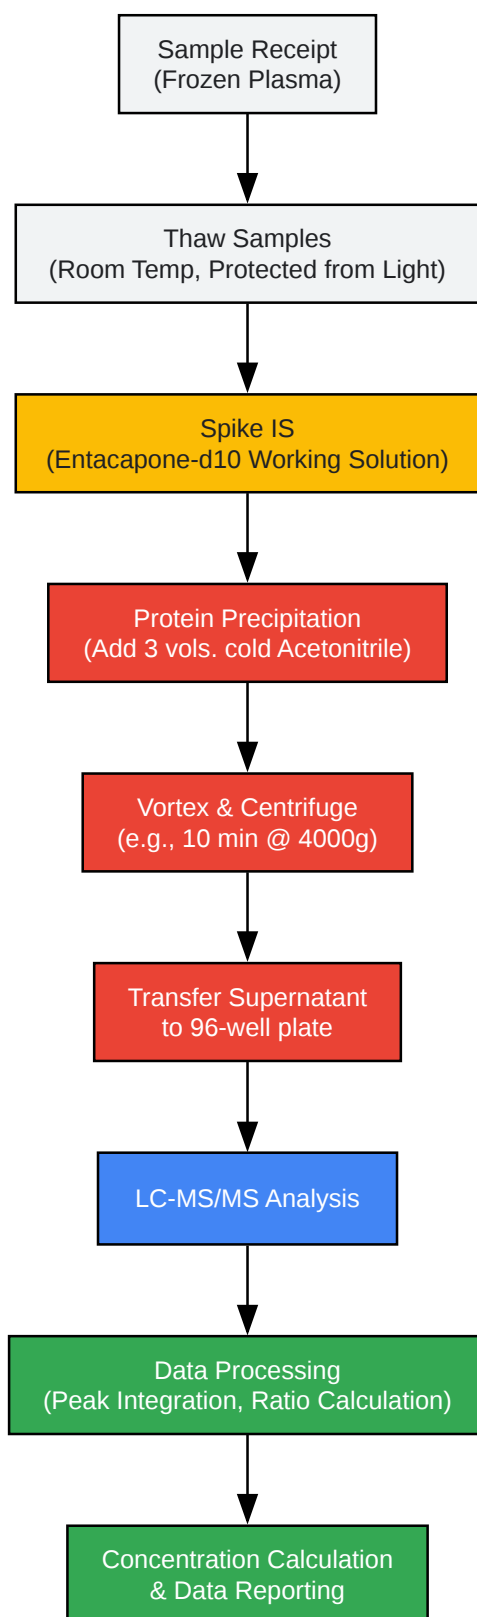 Sample Receipt
(Frozen Plasma)
Thaw Samples
(Room Temp, Protected from Light)
Spike IS
(Entacapone-d10 Working Solution)
Protein Precipitation
(Add 3 vols. cold Acetonitrile)
Vortex & Centrifuge
(e.g., 10 min @ 4000g)
Transfer Supernatant
to 96-well plate
LC-MS/MS Analysis
Data Processing
(Peak Integration, Ratio Calculation)
Concentration Calculation
& Data Reporting